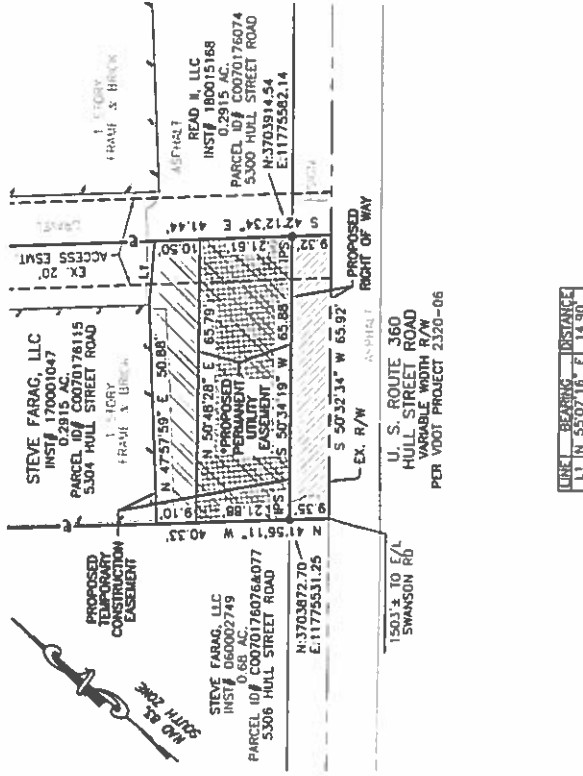 NAD 83
SOUTH ZONE
STEVE FARAG, LLC
INST# 170001047
0.2915 AC.
PARCEL ID# C0070176115
5304 HULL STREET ROAD
1 STORY
FRAME & BRICK
EX. 20'
ACCESS ESMT
GRAVEL
L1
1 STORY
FRAME & BRICK
ASPHALT
READ II, LLC
INST# 180015168
0.2915 AC.
PARCEL ID# C0070176074
5300 HULL STREET ROAD
N:3703914.54
E:11775582.14
PROPOSED
TEMPORARY
CONSTRUCTION
EASEMENT
N 47°57'59" E 50.88'
10.50'
9.10'
S 42°12'34" E 41.44'
N 41°56'11" W 40.33'
N 50°48'28" E 65.79'
PROPOSED
PERMANENT
UTILITY
EASEMENT
21.61'
21.88'
S 50°34'19" W 65.88'
IPS
IPS
9.32'
9.35'
STEVE FARAG, LLC
INST# 060002749
0.68 AC.
PARCEL ID# C0070176076&077
5306 HULL STREET ROAD
N:3703872.70
E:11775531.25
S 50°32'34" W 65.92'
EX. R/W
PROPOSED
RIGHT OF WAY
ASPHALT
1503'± TO E/L
SWANSON RD
U. S. ROUTE 360
HULL STREET ROAD
VARIABLE WIDTH R/W
PER VDOT PROJECT 2320-06
LINE BEARING DISTANCE
L1 N 55°07'16" E 14.90'